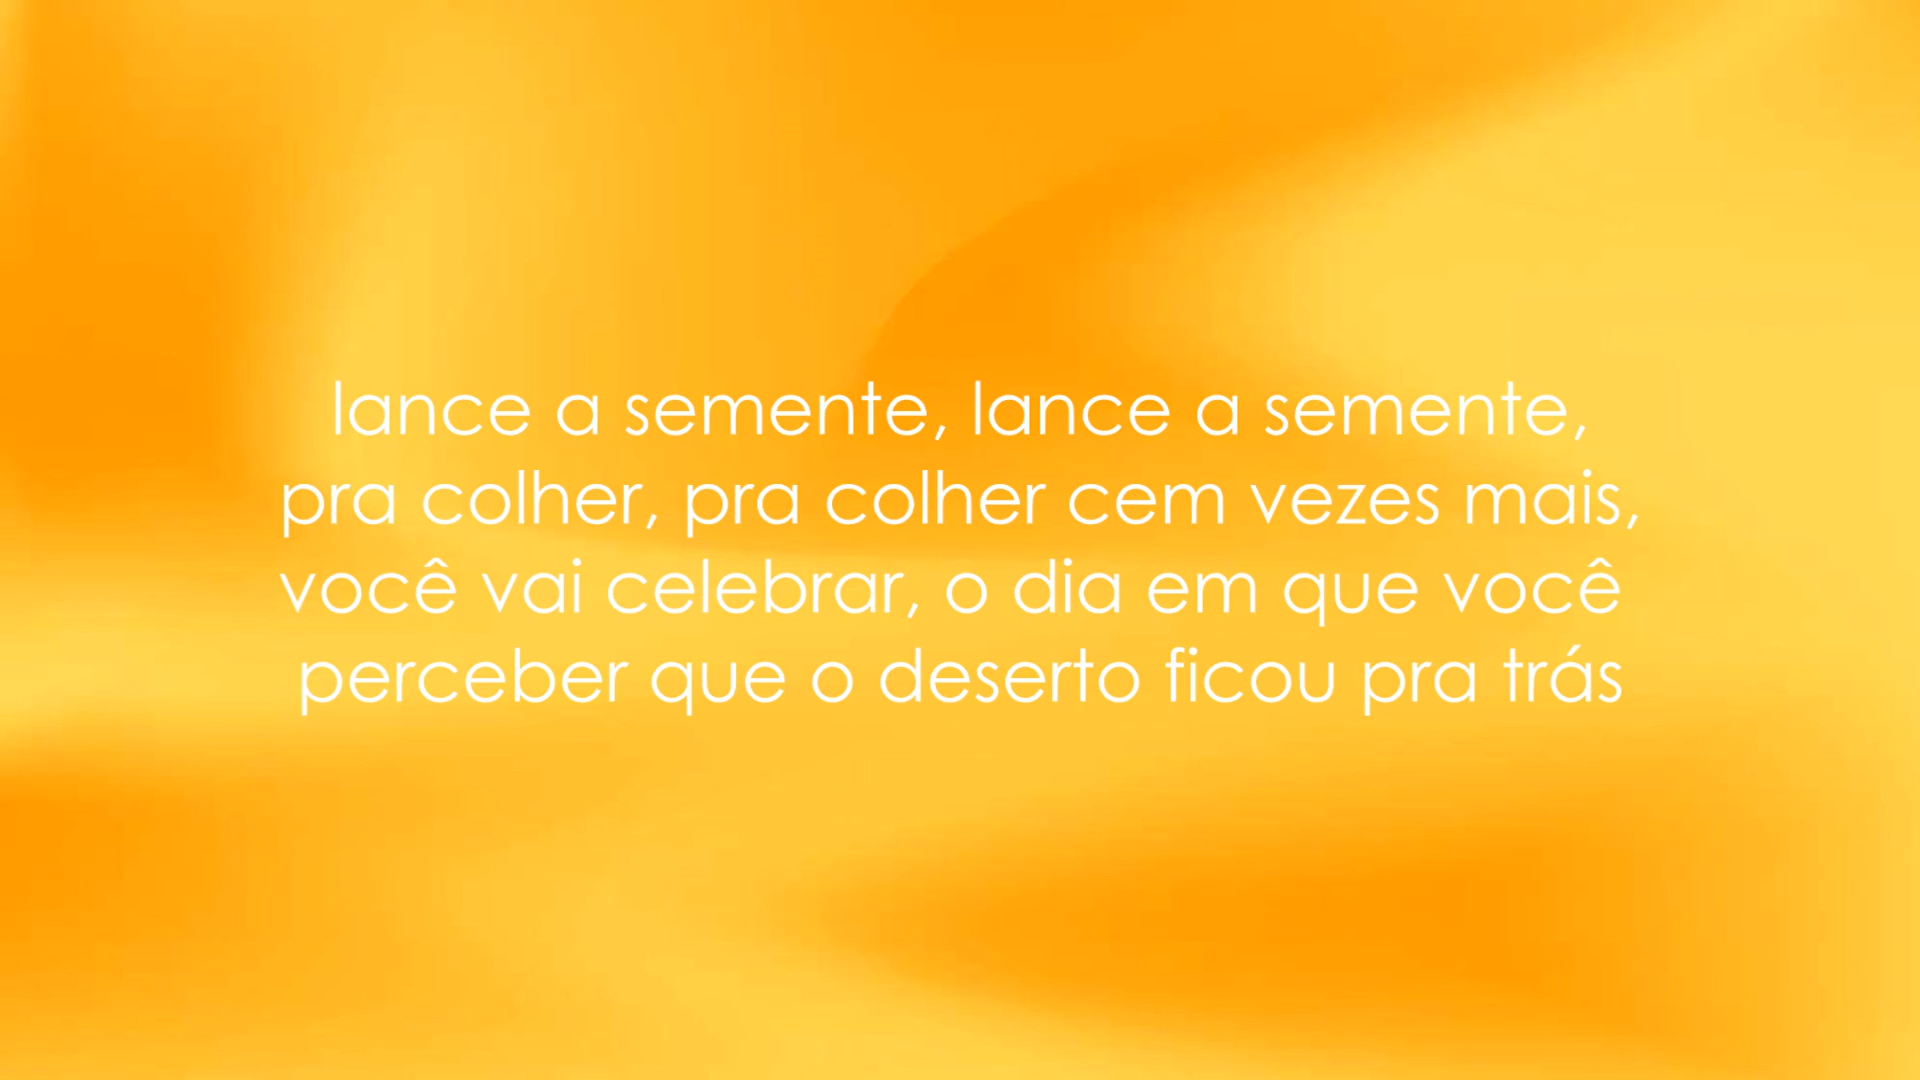 lance a semente, lance a semente,
pra colher, pra colher cem vezes mais,
você vai celebrar, o dia em que você
perceber que o deserto ficou pra trás